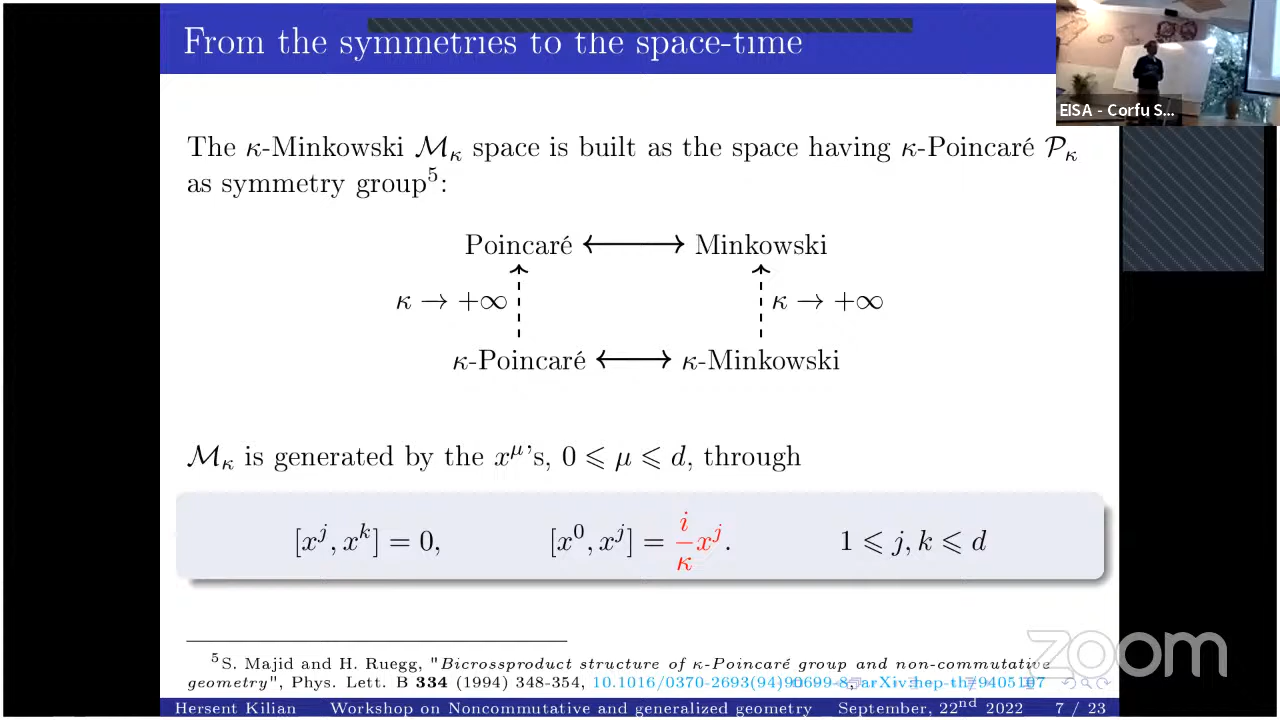 From the symmetries to the space-time
EISA - Corfu S...
The κ-Minkowski ℳ_κ space is built as the space having κ-Poincaré 𝒫_κ
as symmetry group⁵:
Poincaré ⟷ Minkowski
κ → +∞ κ → +∞
κ-Poincaré ⟷ κ-Minkowski
ℳ_κ is generated by the x^μ's, 0 ⩽ μ ⩽ d, through
[x^j, x^k] = 0, [x^0, x^j] = i/κ x^j. 1 ⩽ j, k ⩽ d
zoom
⁵S. Majid and H. Ruegg, "Bicrossproduct structure of κ-Poincaré group and non-commutative
geometry", Phys. Lett. B 334 (1994) 348-354, 10.1016/0370-2693(94)90699-8, arXiv:hep-th/9405107
Hersent Kilian Workshop on Noncommutative and generalized geometry September, 22nd 2022 7 / 23